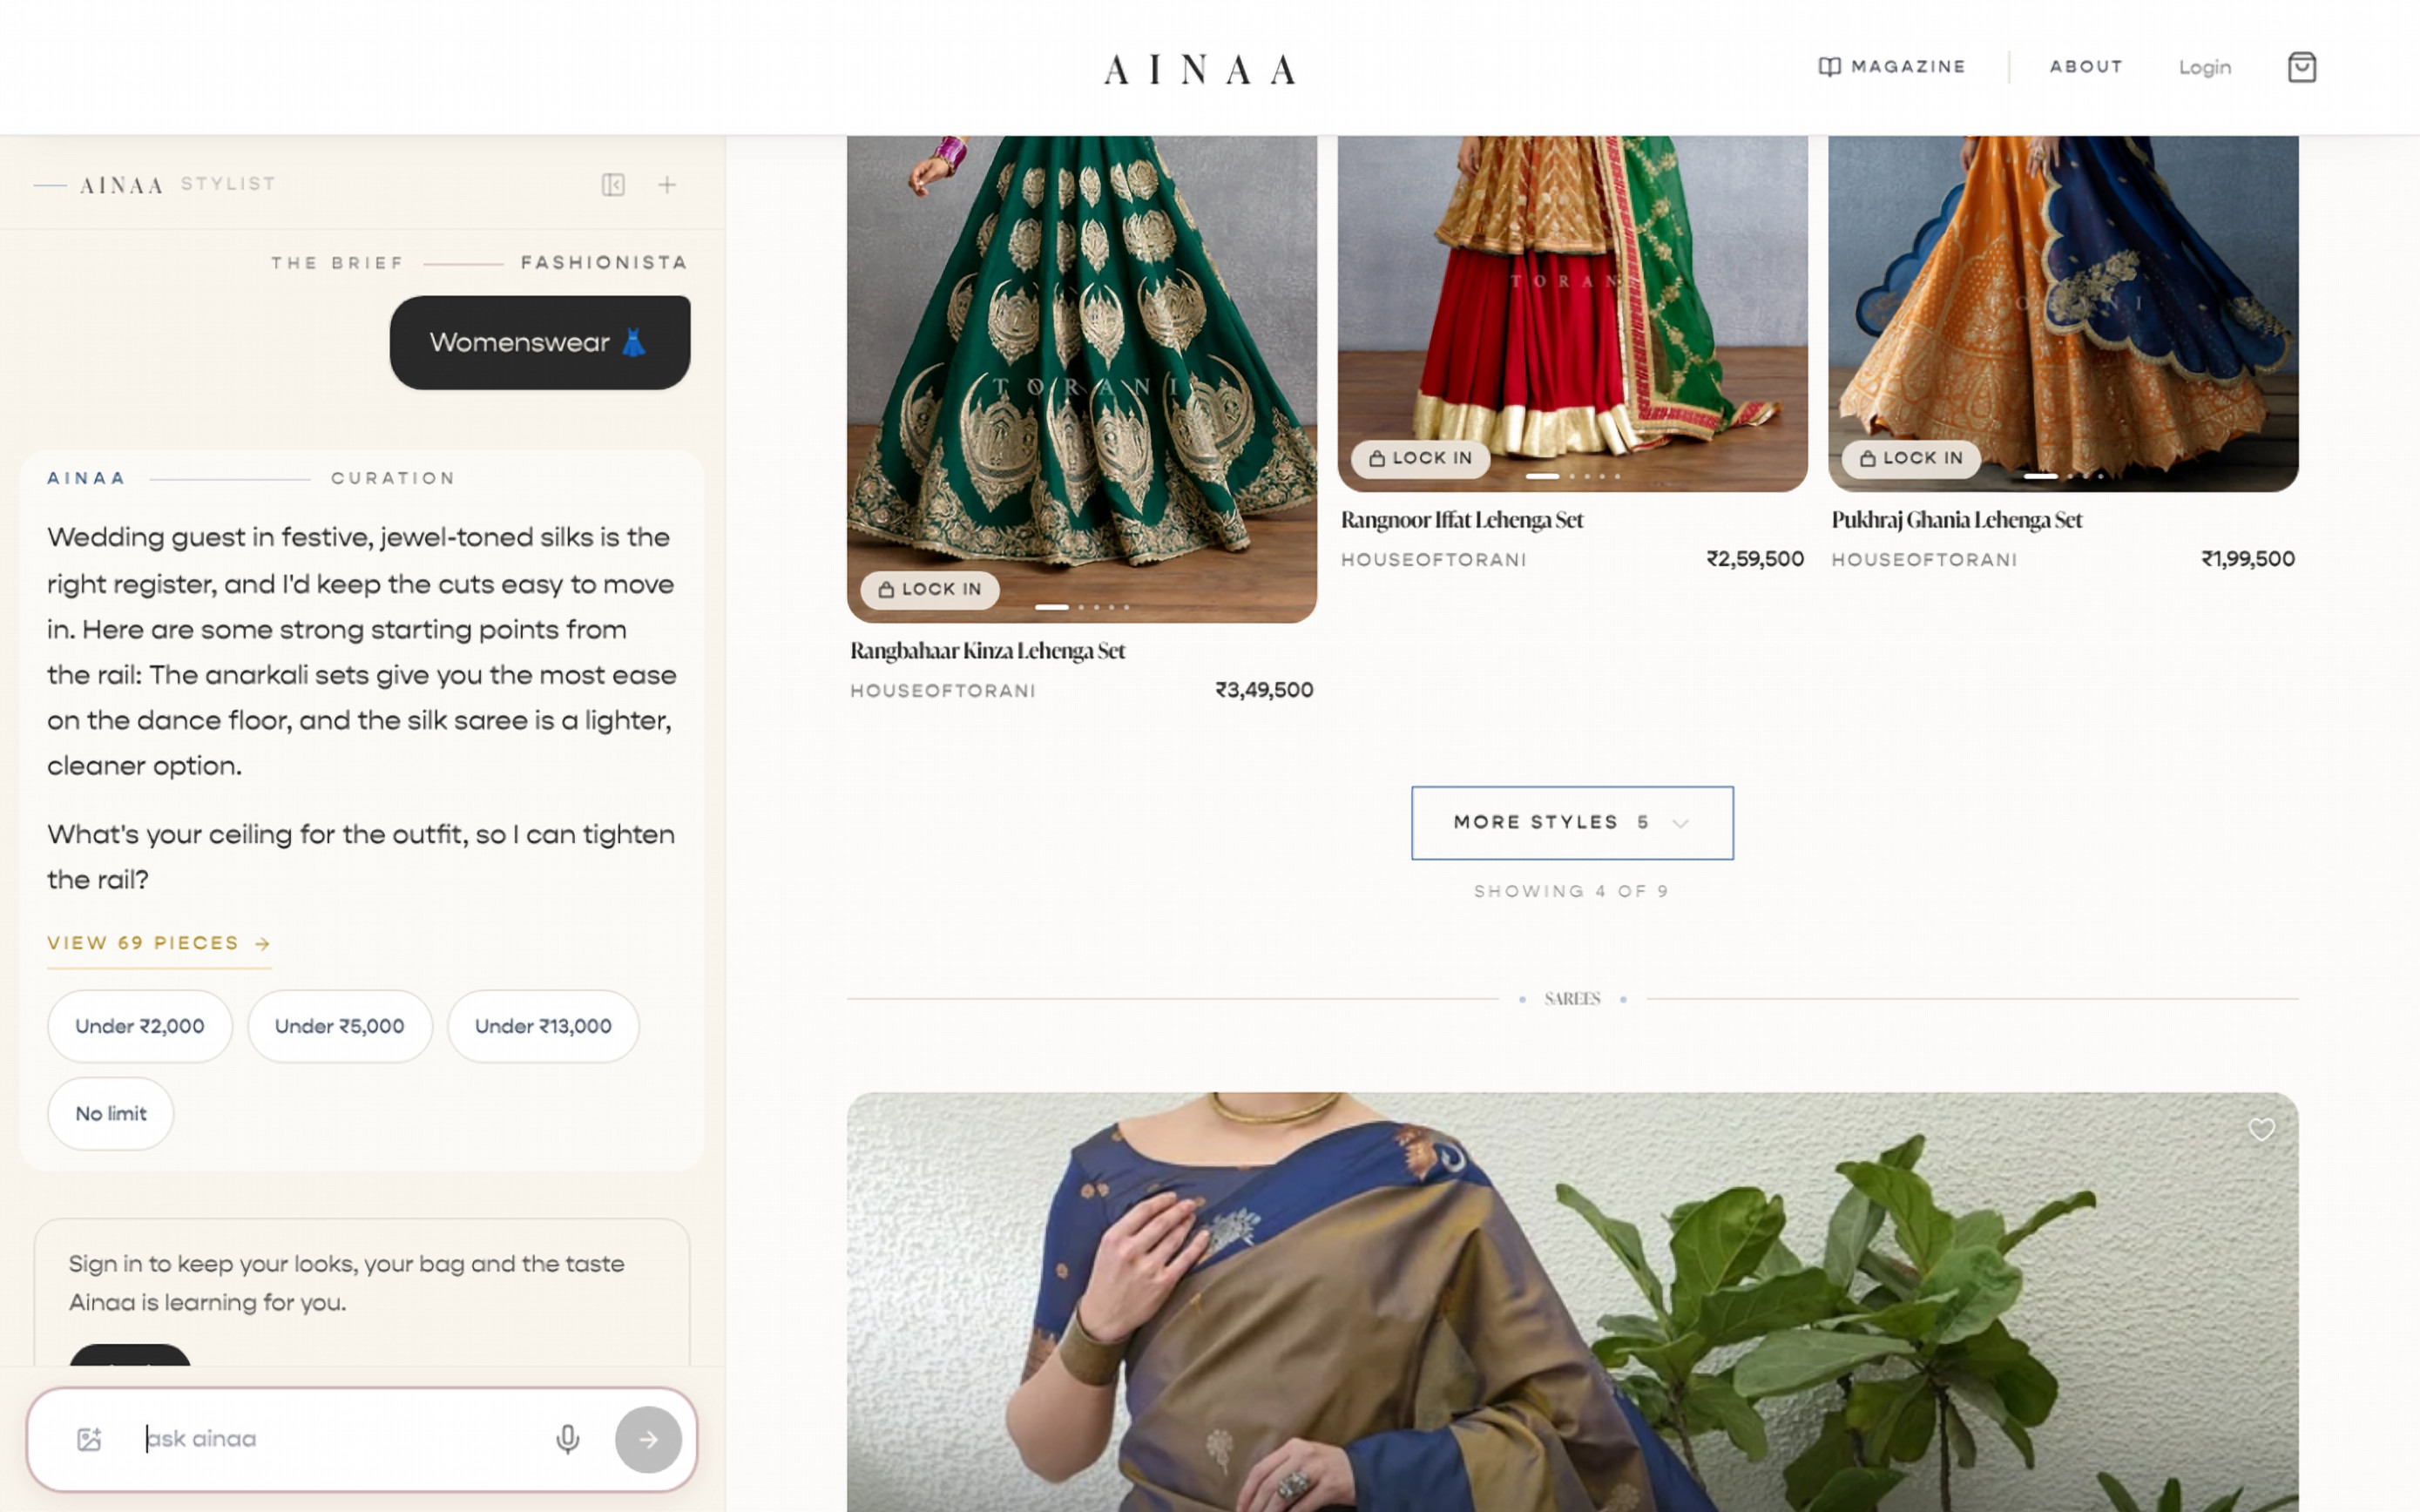 AINAA
MAGAZINE
ABOUT
Login
AINAA STYLIST
THE BRIEF FASHIONISTA
Womenswear
AINAA CURATION
Wedding guest in festive, jewel-toned silks is the
right register, and I'd keep the cuts easy to move
in. Here are some strong starting points from
the rail: The anarkali sets give you the most ease
on the dance floor, and the silk saree is a lighter,
cleaner option.
What's your ceiling for the outfit, so I can tighten
the rail?
VIEW 69 PIECES →
Under ₹2,000
Under ₹5,000
Under ₹13,000
No limit
Sign in to keep your looks, your bag and the taste
Ainaa is learning for you.
ask ainaa
TORANI
LOCK IN
Rangbahaar Kinza Lehenga Set
HOUSEOFTORANI ₹3,49,500
TORAN
LOCK IN
Rangnoor Iffat Lehenga Set
HOUSEOFTORANI ₹2,59,500
LOCK IN
Pukhraj Ghania Lehenga Set
HOUSEOFTORANI ₹1,99,500
MORE STYLES 5
SHOWING 4 OF 9
SAREES